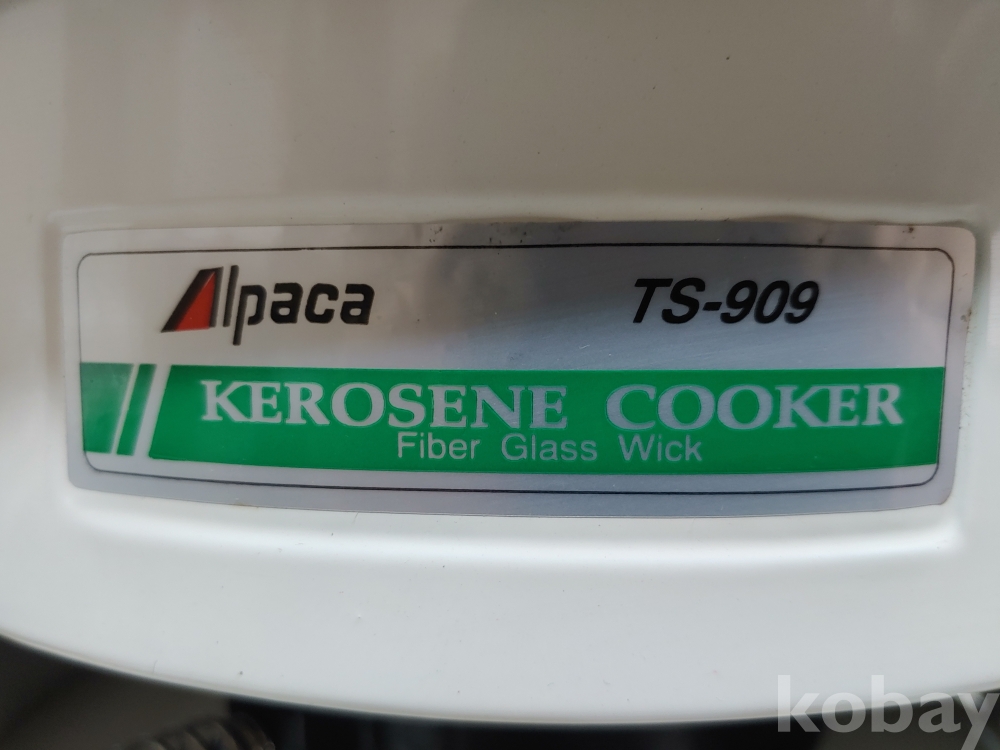 Alpaca TS-909
KEROSENE COOKER
Fiber Glass Wick
kobay